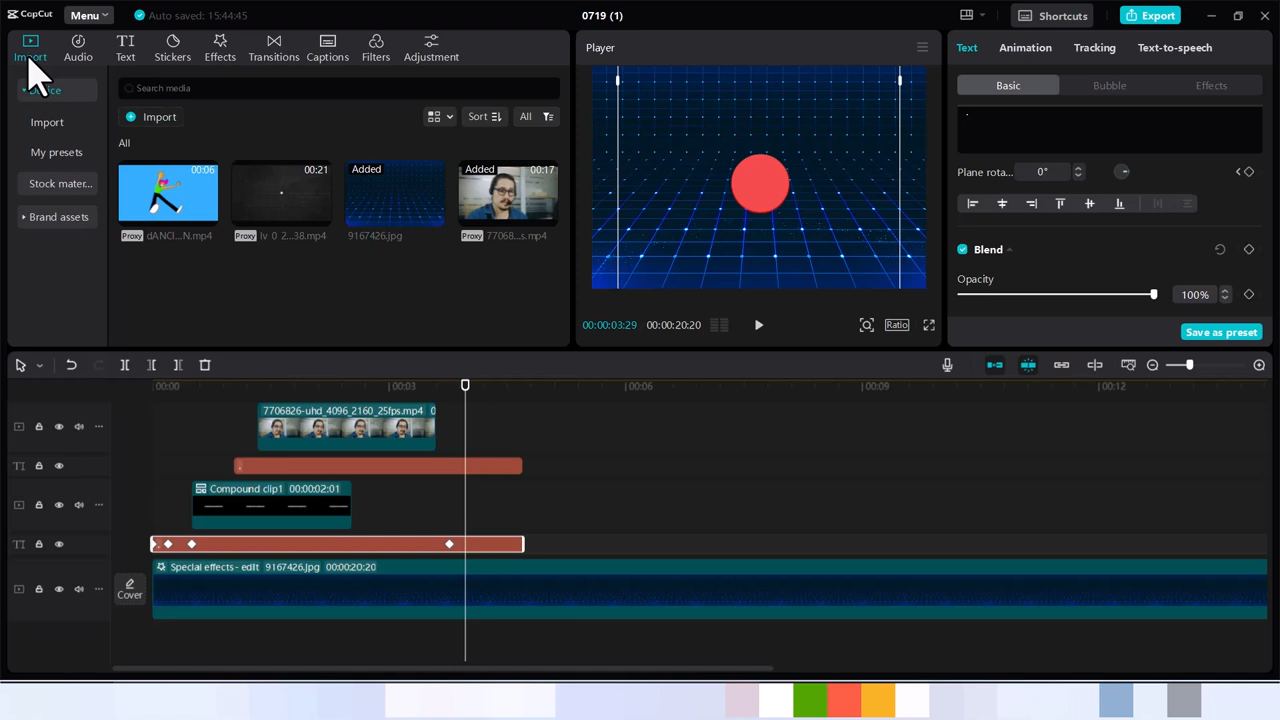 CapCut
Menu
Auto saved: 15:44:45
0719 (1)
Shortcuts
Export
Import
Audio
Text
Stickers
Effects
Transitions
Captions
Filters
Adjustment
Import
My presets
Stock mater...
Brand assets
Search media
Import
Sort
All
All
00:06
00:21
Added
Added
00:17
Proxy dANCI...N.mp4
Proxy lv_0_2...38.mp4
9167426.jpg
Proxy 77068...s.mp4
Player
00:00:03:29
00:00:20:20
Ratio
Text
Animation
Tracking
Text-to-speech
Basic
Bubble
Effects
Plane rota...
0°
Blend
Opacity
100%
Save as preset
00:00
00:03
00:06
00:09
00:12
7706826-uhd_4096_2160_25fps.mp4 0
TI
Compound clip1 00:00:02:01
TI
Cover
Special effects - edit 9167426.jpg 00:00:20:20